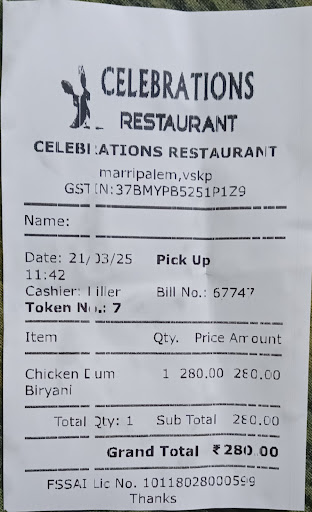 CELEBRATIONS
RESTAURANT
CELEBRATIONS RESTAURANT
marripalem,vskp
GSTIN:37BMYPB5251P1Z9
Name:
Date: 21/03/25 Pick Up
11:42
Cashier: biller Bill No.: 67747
Token No.: 7
Item Qty. Price Amount
Chicken Dum 1 280.00 280.00
Biryani
Total Qty: 1 Sub Total 280.00
Grand Total ₹280.00
FSSAI Lic No. 10118028000599
Thanks